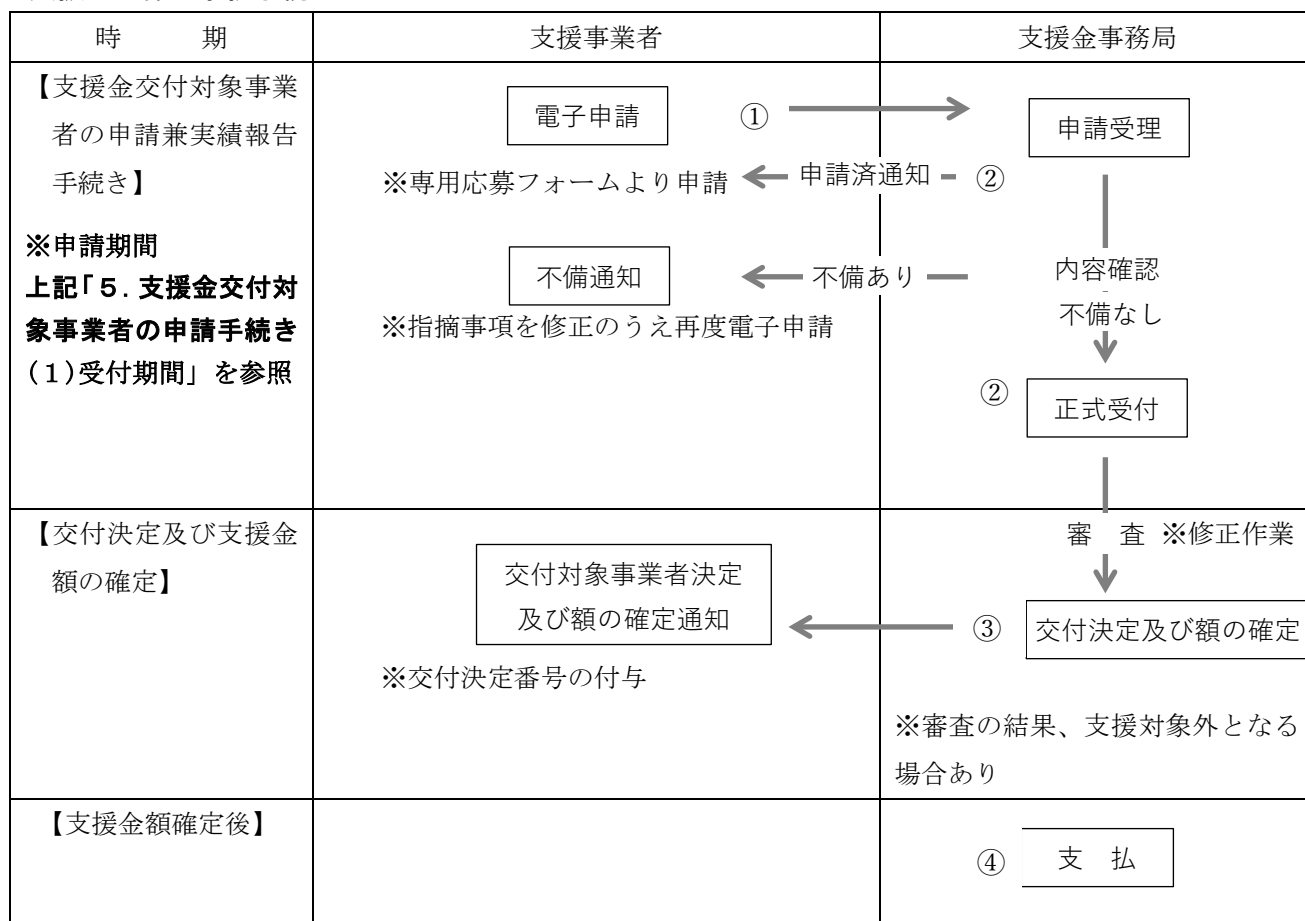 時　期
支援事業者
支援金事務局
【支援金交付対象事業
者の申請兼実績報告
手続き】
※申請期間
上記「５．支援金交付対
象事業者の申請手続き
(１)受付期間」を参照
電子申請
①
申請受理
※専用応募フォームより申請
申請済通知
②
不備通知
不備あり
内容確認
不備なし
※指摘事項を修正のうえ再度電子申請
②
正式受付
【交付決定及び支援金
額の確定】
審　査 ※修正作業
交付対象事業者決定
及び額の確定通知
③
交付決定及び額の確定
※交付決定番号の付与
※審査の結果、支援対象外となる
場合あり
【支援金額確定後】
④
支　払